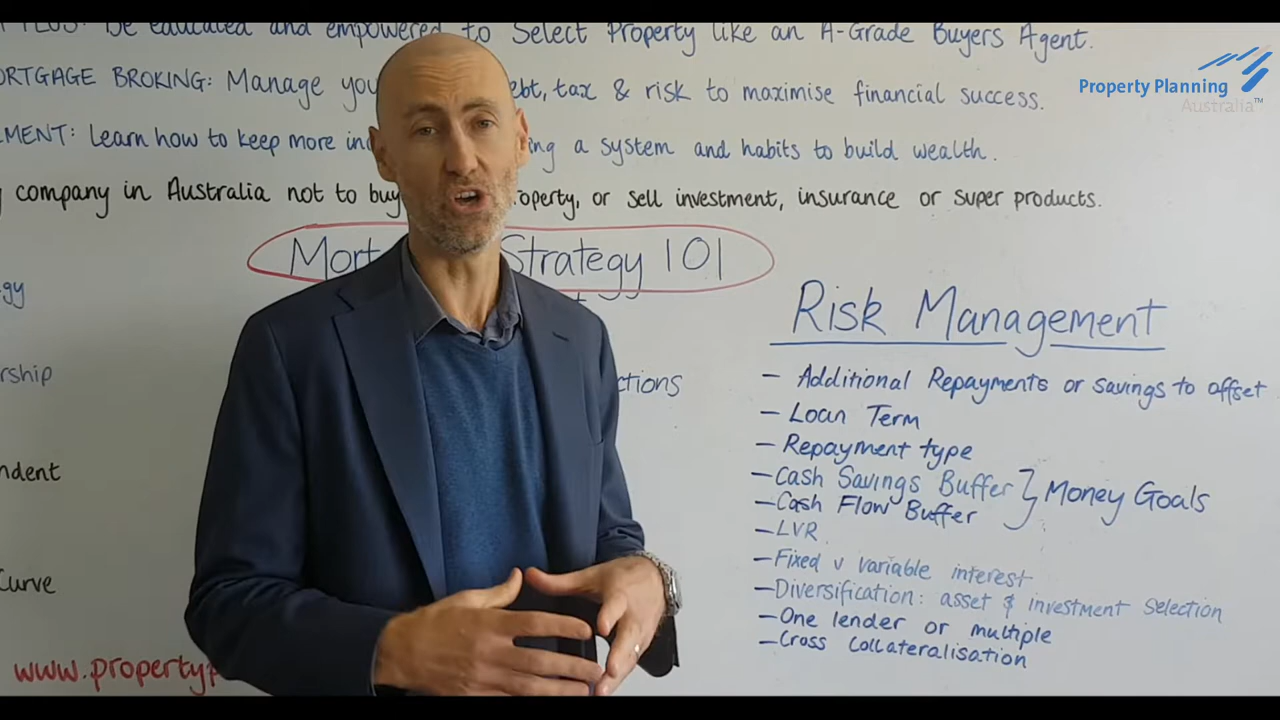 PLUS: Be educated and empowered to Select Property like an A-Grade Buyers Agent.
ORTGAGE BROKING: Manage you ebt, tax & risk to maximise financial success.
EMENT: Learn how to keep more in ing a system and habits to build wealth.
y company in Australia not to buy operty, or sell investment, insurance or super products.
Property Planning
Australia™
Mort Strategy 101
gy
rship
ctions
ndent
Curve
www.propertyp
Risk Management
- Additional Repayments or savings to offset
- Loan Term
- Repayment type
- Cash Savings Buffer } Money Goals
- Cash Flow Buffer
- LVR
- Fixed v variable interest
- Diversification: asset & investment Selection
- One lender or multiple
- Cross Collateralisation